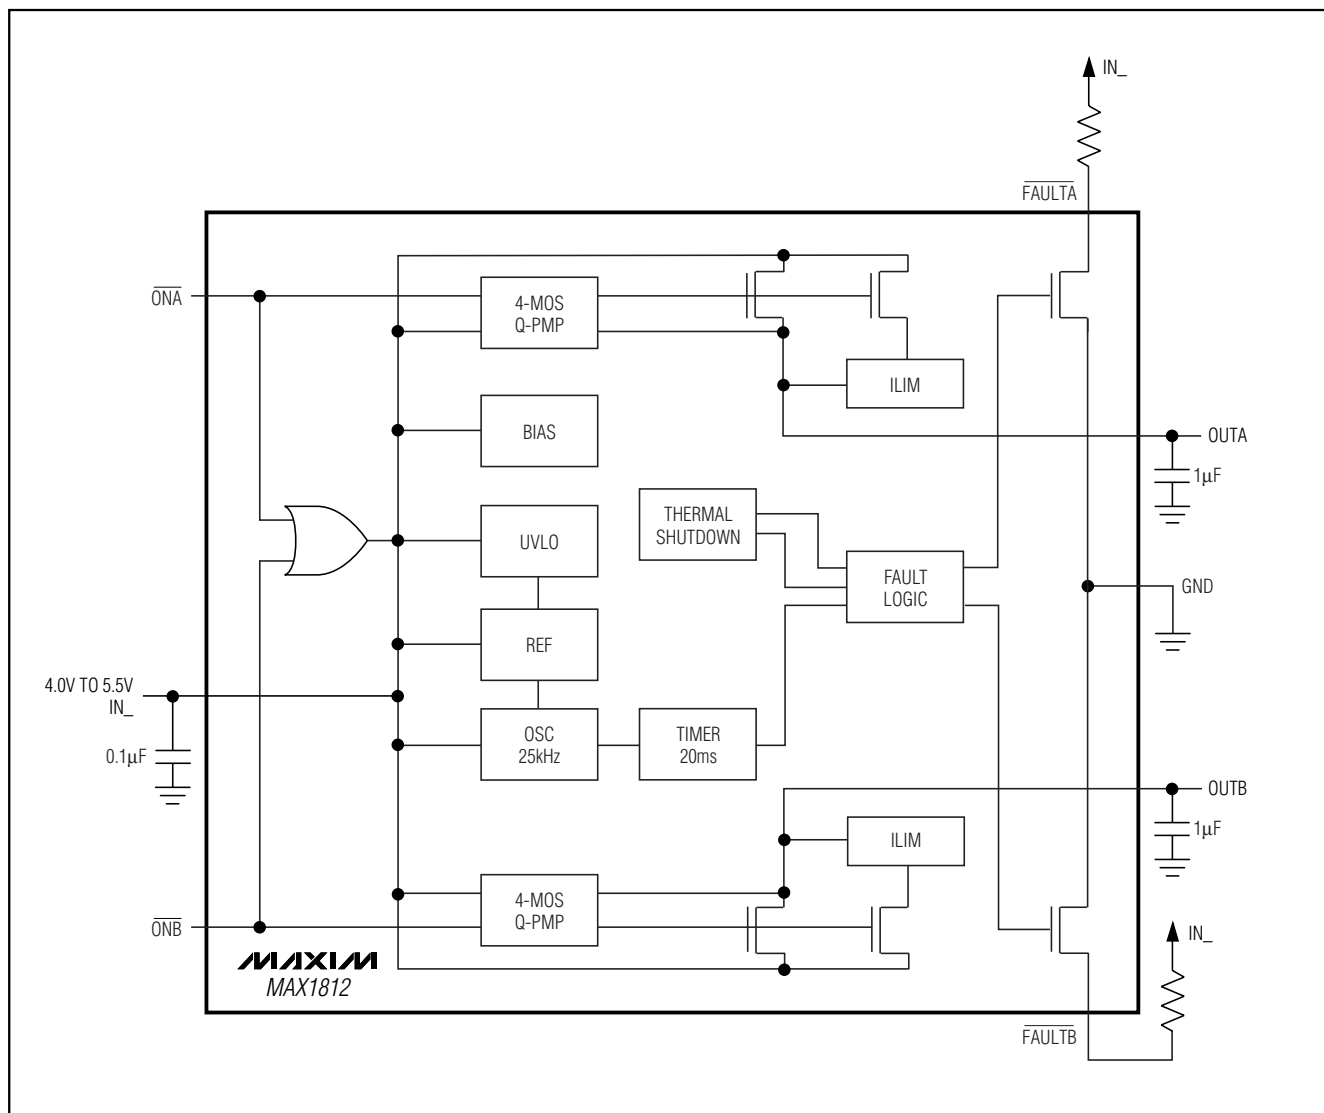 IN_
FAULTA
ONA
4-MOS
Q-PMP
ILIM
BIAS
OUTA
1μF
THERMAL
SHUTDOWN
UVLO
FAULT
LOGIC
GND
REF
4.0V TO 5.5V
IN_
OSC
25kHz
TIMER
20ms
0.1μF
OUTB
1μF
ILIM
4-MOS
Q-PMP
ONB
IN_
MAXIM
MAX1812
FAULTB